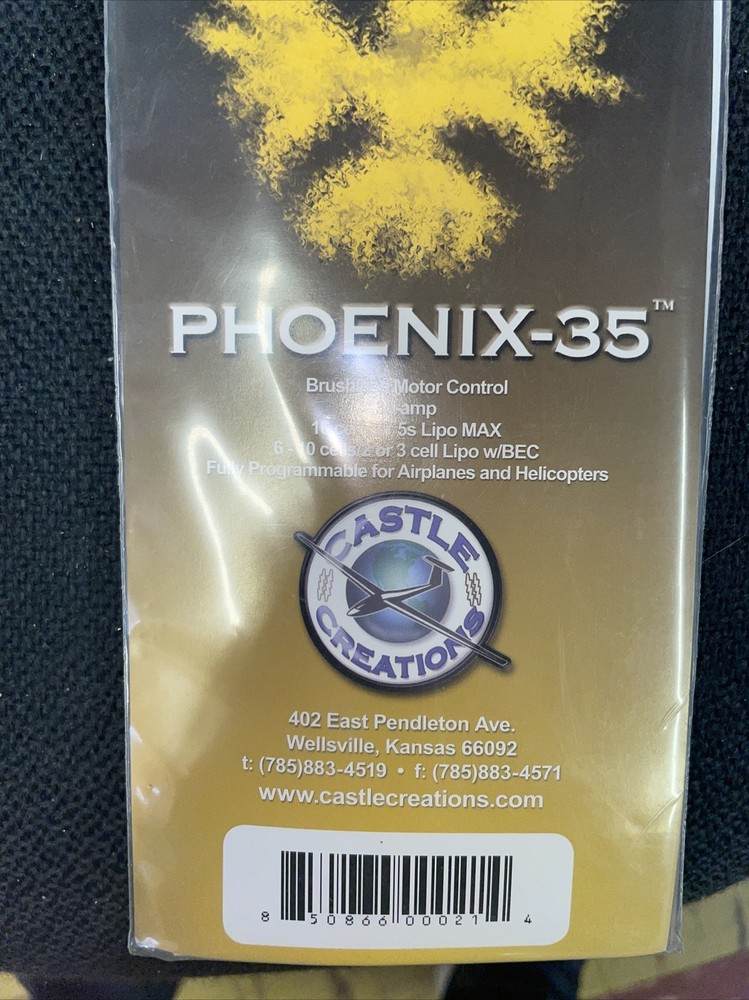 PHOENIX-35™
Motor Control
amp
5s Lipo MAX
or 3 cell Lipo w/BEC
Fully Programmable for Airplanes and Helicopters
CASTLE
CREATIONS
402 East Pendleton Ave.
Wellsville, Kansas 66092
t: (785)883-4519 • f: (785)883-4571
www.castlecreations.com
8 50866 00021 4